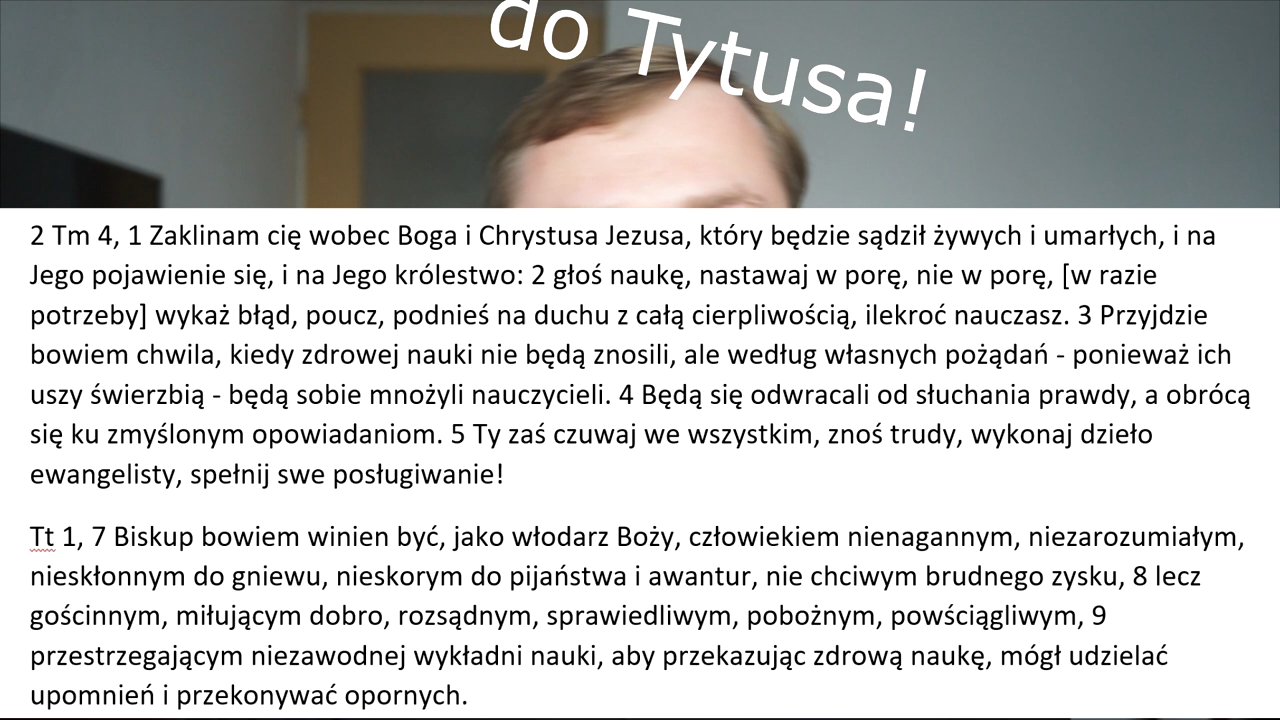 do Tytusa!
2 Tm 4, 1 Zaklinam cię wobec Boga i Chrystusa Jezusa, który będzie sądził żywych i umarłych, i na
Jego pojawienie się, i na Jego królestwo: 2 głoś naukę, nastawaj w porę, nie w porę, [w razie
potrzeby] wykaż błąd, poucz, podnieś na duchu z całą cierpliwością, ilekroć nauczasz. 3 Przyjdzie
bowiem chwila, kiedy zdrowej nauki nie będą znosili, ale według własnych pożądań - ponieważ ich
uszy świerzbią - będą sobie mnożyli nauczycieli. 4 Będą się odwracali od słuchania prawdy, a obrócą
się ku zmyślonym opowiadaniom. 5 Ty zaś czuwaj we wszystkim, znoś trudy, wykonaj dzieło
ewangelisty, spełnij swe posługiwanie!
Tt 1, 7 Biskup bowiem winien być, jako włodarz Boży, człowiekiem nienagannym, niezarozumiałym,
nieskłonnym do gniewu, nieskorym do pijaństwa i awantur, nie chciwym brudnego zysku, 8 lecz
gościnnym, miłującym dobro, rozsądnym, sprawiedliwym, pobożnym, powściągliwym, 9
przestrzegającym niezawodnej wykładni nauki, aby przekazując zdrową naukę, mógł udzielać
upomnień i przekonywać opornych.